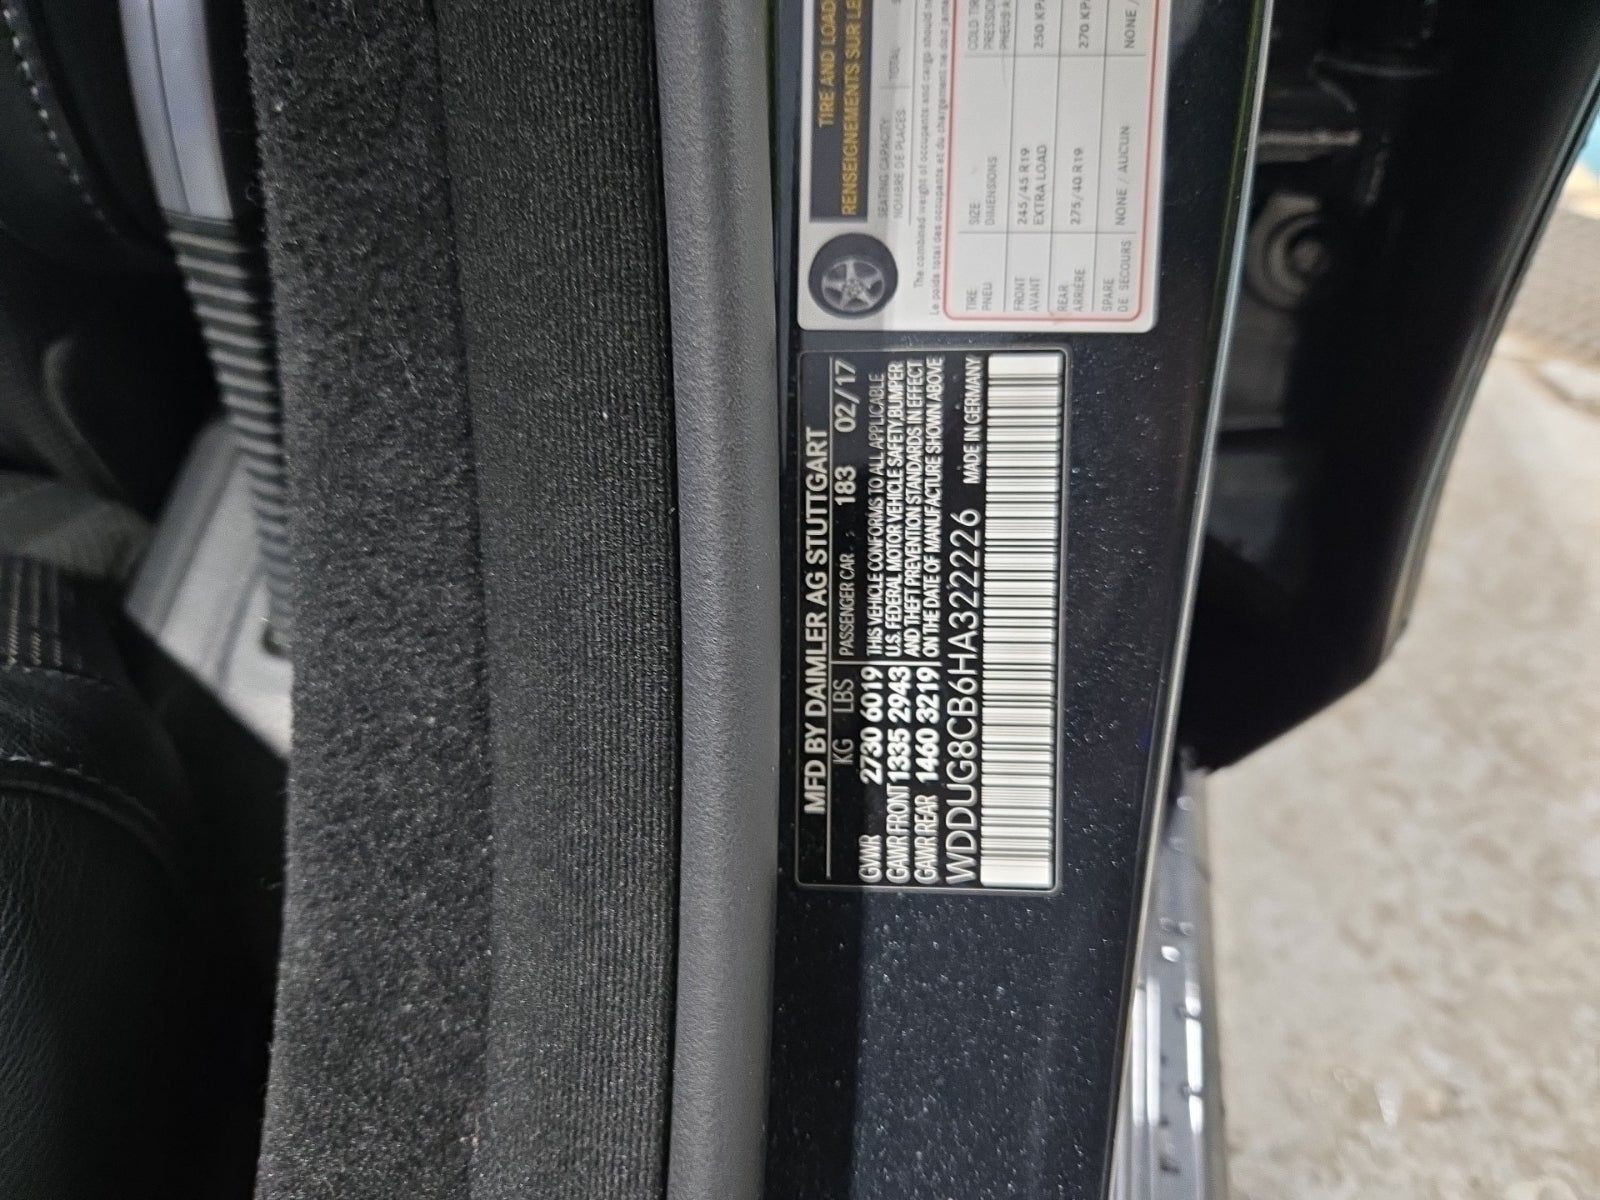 TIRE AND LOAD
RENSEIGNEMENTS SUR LE
SEATING CAPACITY
NOMBRE DE PLACES
TOTAL
The combined weight of occupants and cargo should
Le poids total des occupants et du chargement ne doit
TIRE SIZE COLD TIRE
PNEU DIMENSIONS
FRONT 245/45 R19 250 KPA
AVANT EXTRA LOAD
REAR 275/40 R19 270 KPA
ARRIÈRE
SPARE
DE SECOURS NONE / AUCUN NONE /
MFD BY DAIMLER AG STUTTGART
KG LBS PASSENGER CAR 183 02/17
GVWR 2730 6019 THIS VEHICLE CONFORMS TO ALL APPLICABLE
GAWR FRONT 1335 2943 U.S. FEDERAL MOTOR VEHICLE SAFETY,BUMPER
GAWR REAR 1460 3219 AND THEFT PREVENTION STANDARDS IN EFFECT
ON THE DATE OF MANUFACTURE SHOWN ABOVE
WDDUG8CB6HA322226 MADE IN GERMANY